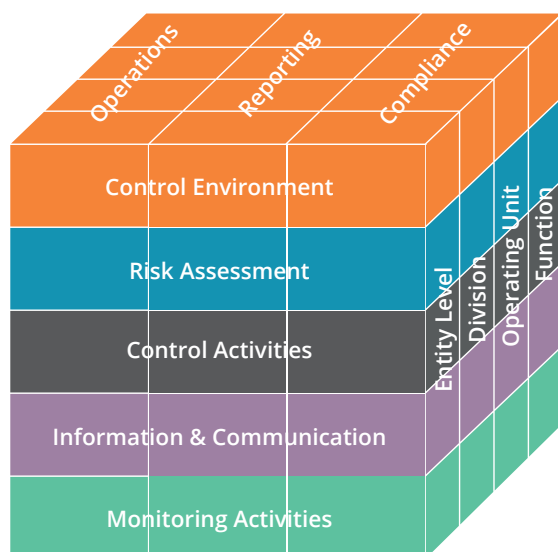 Operations
Reporting
Compliance
Control Environment
Risk Assessment
Control Activities
Information & Communication
Monitoring Activities
Entity Level
Division
Operating Unit
Function